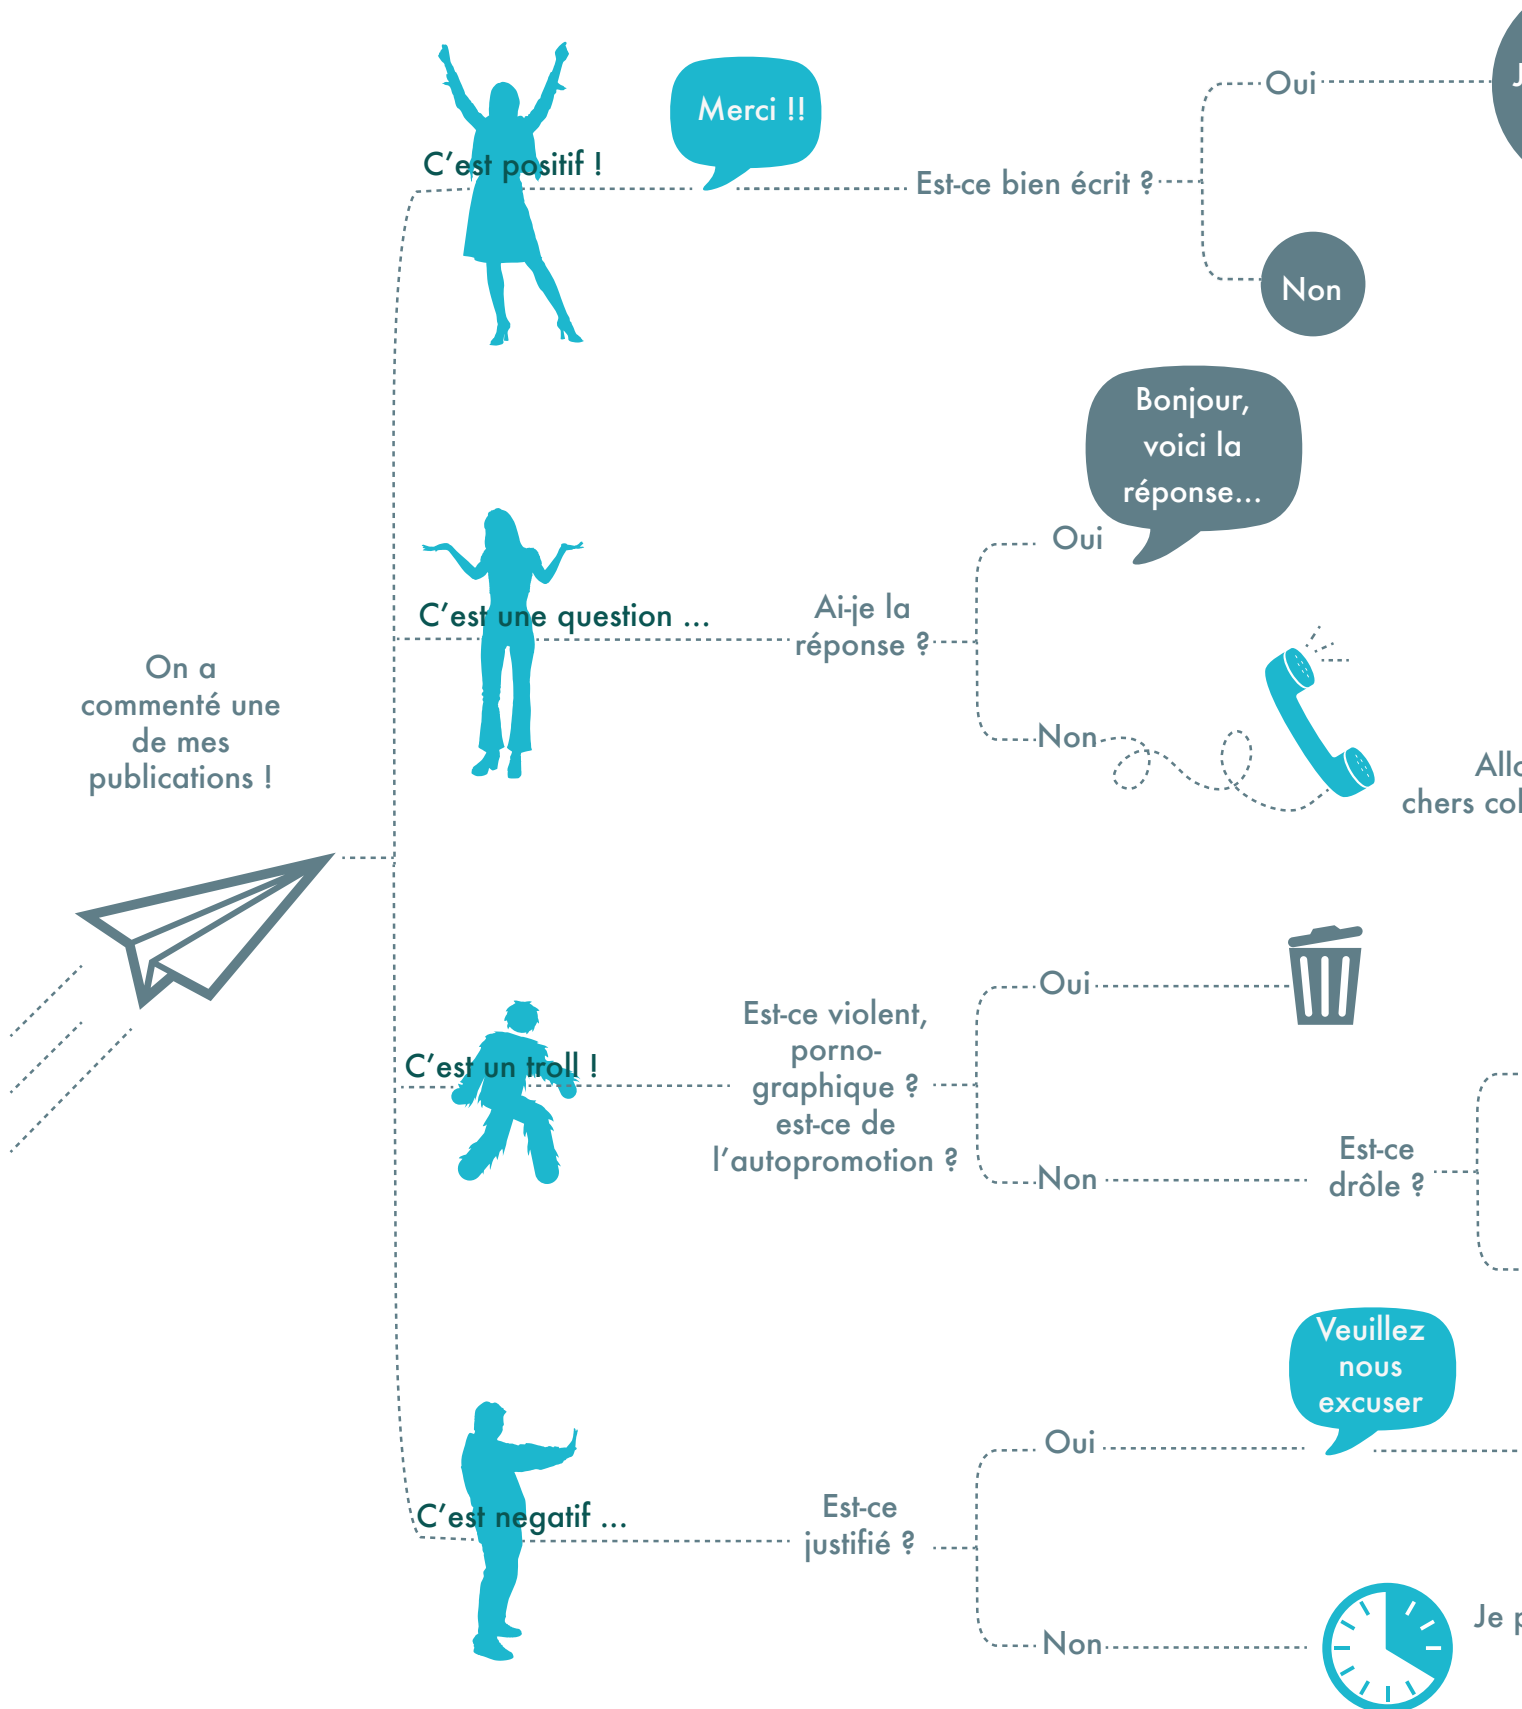 On a
commenté une
de mes
publications !
C'est positif !
Merci !!
Est-ce bien écrit ?
Oui
J
Non
C'est une question ...
Ai-je la
réponse ?
Oui
Bonjour,
voici la
réponse...
Non
chers
C'est un troll !
Est-ce violent,
porno-
graphique ?
est-ce de
l'autopromotion ?
Oui
Non
Est-ce
drôle ?
C'est negatif ...
Est-ce
justifié ?
Oui
Veuillez
nous
excuser
Non
Je